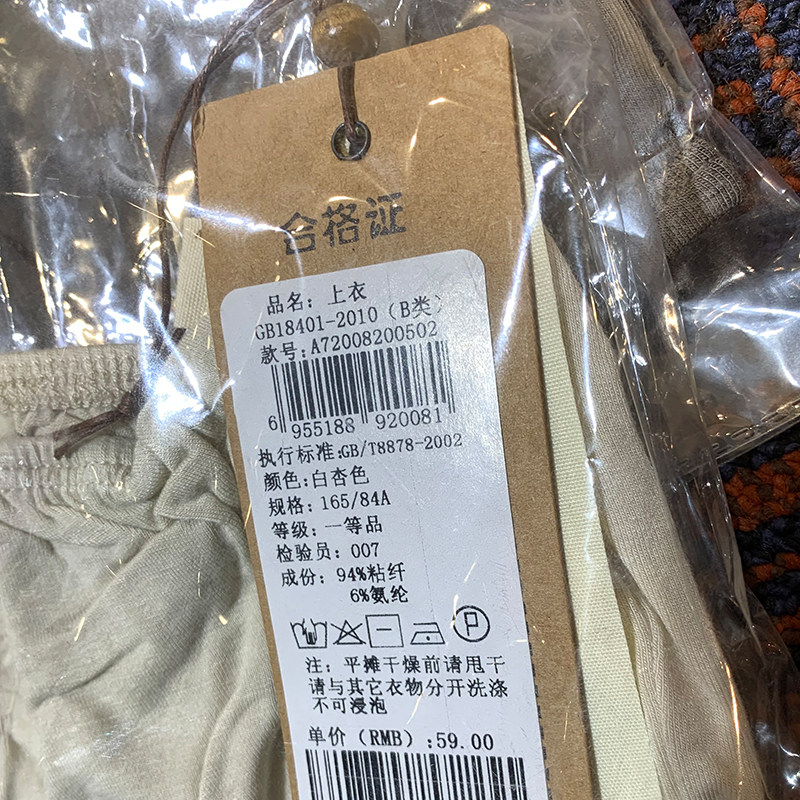 合格证
品名: 上衣
GB18401-2010（B类）
款号:A72008200502
6 955188 920081
执行标准:GB/T8878-2002
颜色:白杏色
规格: 165/84A
等级: 一等品
检验员: 007
成份: 94%粘纤
6%氨纶
P
注: 平摊干燥前请甩干
请与其它衣物分开洗涤
不可浸泡
单价（RMB）:59.00